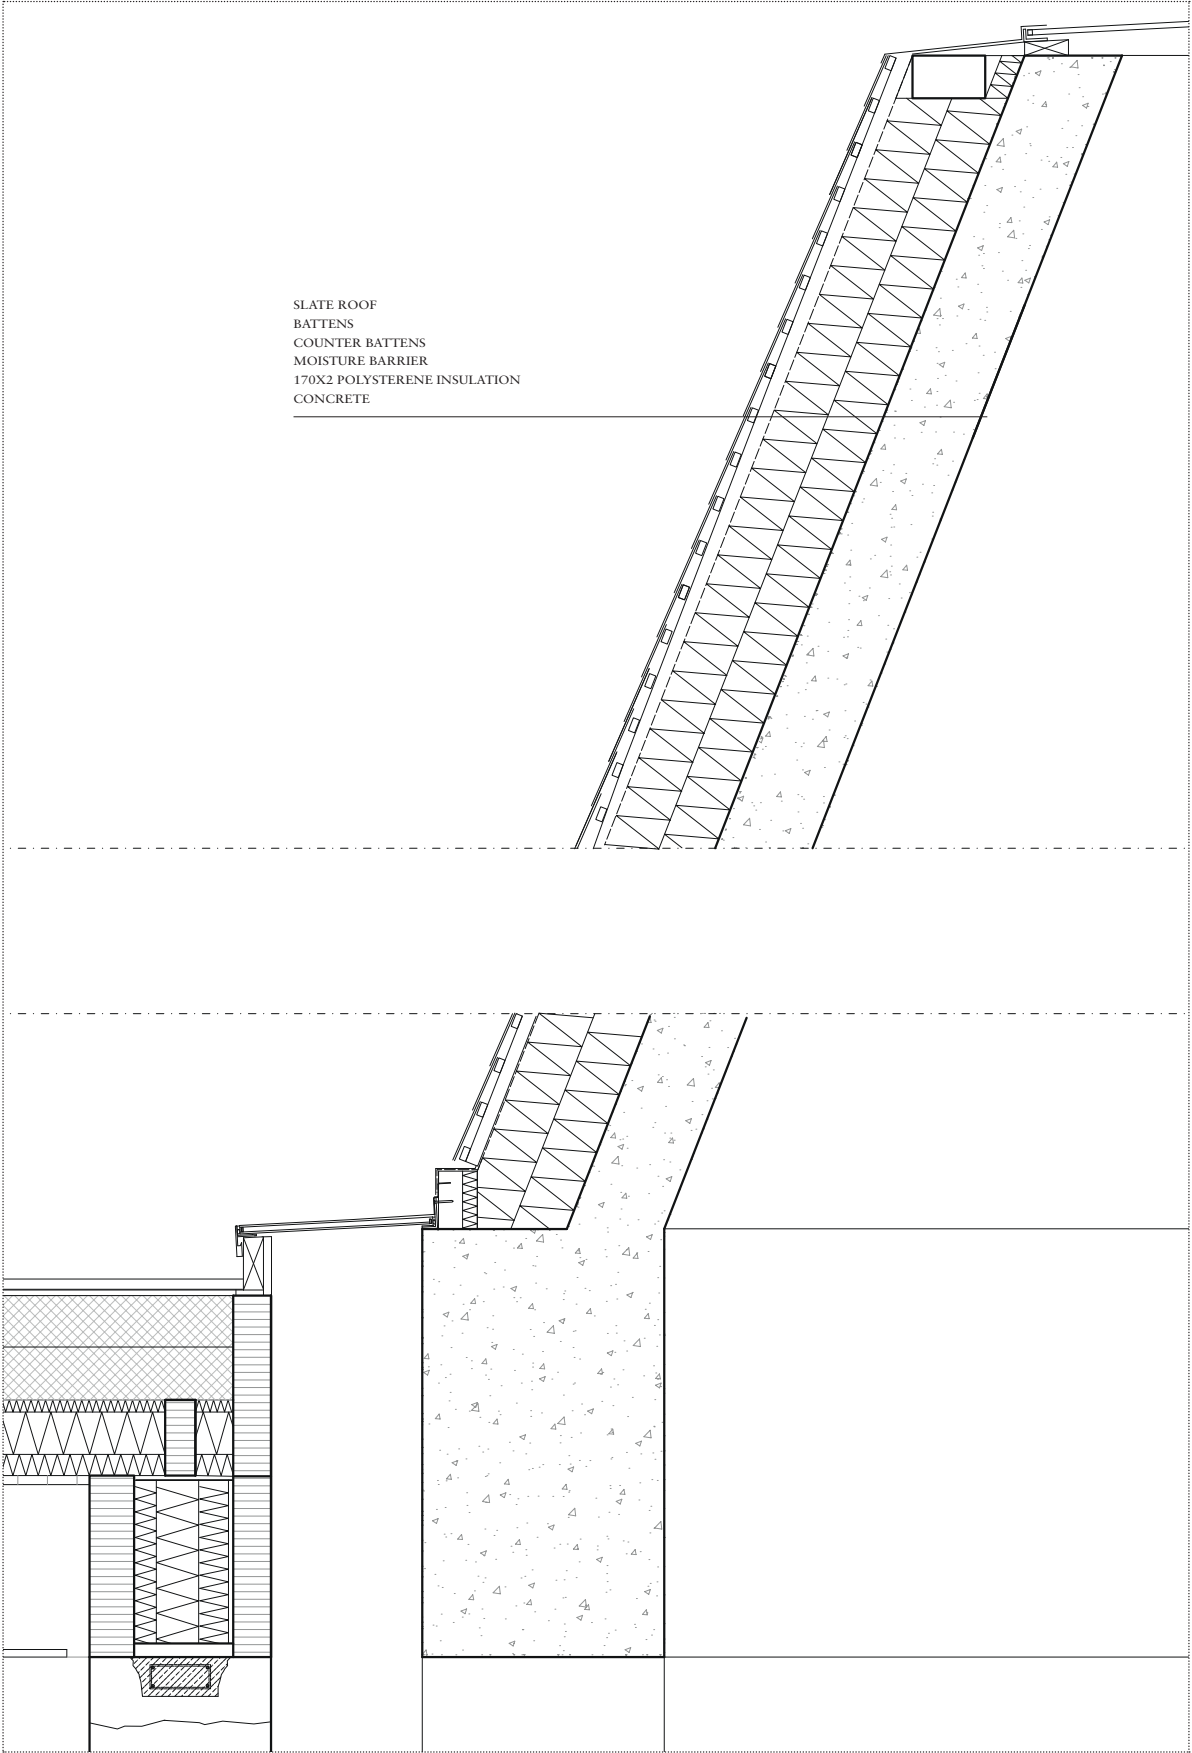 SLATE ROOF
BATTENS
COUNTER BATTENS
MOISTURE BARRIER
170X2 POLYSTERENE INSULATION
CONCRETE